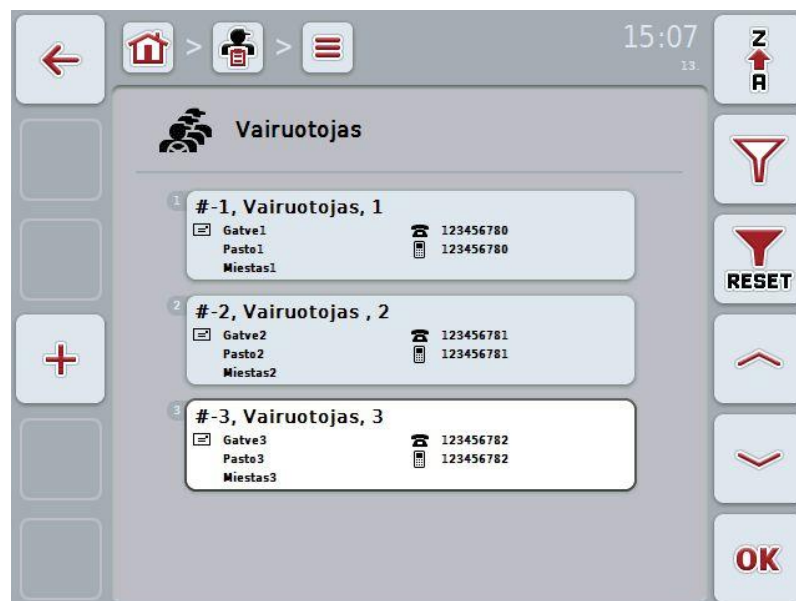 > >
15:07
13.
Z
A
Vairuotojas
1
#-1, Vairuotojas, 1
Gatve1 123456780
Pasto1 123456780
Miestas1
RESET
2
#-2, Vairuotojas , 2
Gatve2 123456781
Pasto2 123456781
Miestas2
3
#-3, Vairuotojas, 3
Gatve3 123456782
Pasto3 123456782
Miestas3
OK